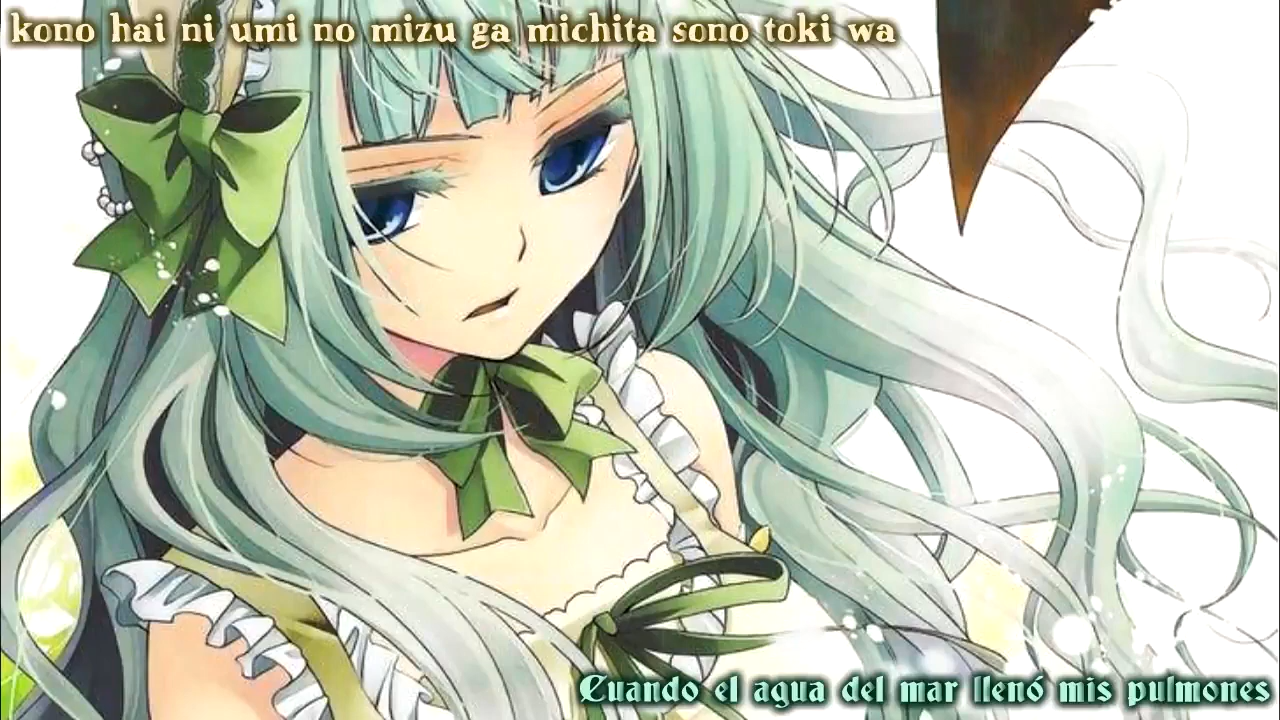 kono hai ni umi no mizu ga michita sono toki wa
Cuando el agua del mar llenó mis pulmones